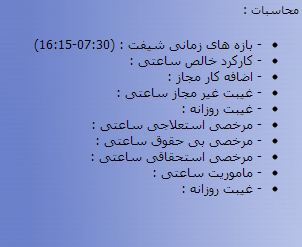 محاسبات :
- بازه های زمانی شیفت : (16:15-07:30)
- کارکرد خالص ساعتی :
- اضافه کار مجاز :
- غیبت غیر مجاز ساعتی :
- غیبت روزانه :
- مرخصی استعلاجی ساعتی :
- مرخصی بی حقوق ساعتی :
- مرخصی استحقاقی ساعتی :
- ماموریت ساعتی :
- غیبت روزانه :